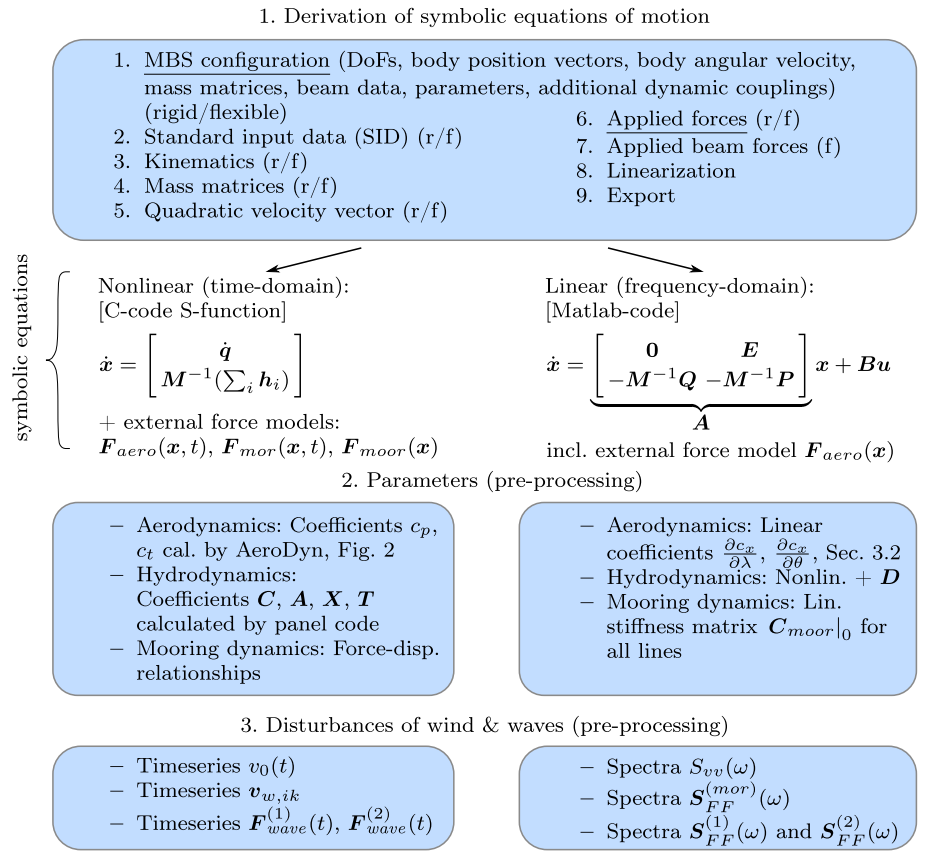 1. Derivation of symbolic equations of motion
1. MBS configuration (DoFs, body position vectors, body angular velocity,
mass matrices, beam data, parameters, additional dynamic couplings)
(rigid/flexible)
2. Standard input data (SID) (r/f)
3. Kinematics (r/f)
4. Mass matrices (r/f)
5. Quadratic velocity vector (r/f)
6. Applied forces (r/f)
7. Applied beam forces (f)
8. Linearization
9. Export
symbolic equations
Nonlinear (time-domain):
[C-code S-function]
ẋ = [ q̇
M⁻¹(∑ᵢ hᵢ) ]
+ external force models:
F_aero(x, t), F_mor(x, t), F_moor(x)
Linear (frequency-domain):
[Matlab-code]
ẋ = [ 0 E
−M⁻¹Q −M⁻¹P ] x + Bu
A
incl. external force model F_aero(x)
2. Parameters (pre-processing)
− Aerodynamics: Coefficients c_p,
c_t cal. by AeroDyn, Fig. 2
− Hydrodynamics:
Coefficients C, A, X, T
calculated by panel code
− Mooring dynamics: Force-disp.
relationships
− Aerodynamics: Linear
coefficients ∂c_x/∂λ, ∂c_x/∂θ, Sec. 3.2
− Hydrodynamics: Nonlin. + D
− Mooring dynamics: Lin.
stiffness matrix C_moor|₀ for
all lines
3. Disturbances of wind & waves (pre-processing)
− Timeseries v₀(t)
− Timeseries v_{w,ik}
− Timeseries F_wave^(1)(t), F_wave^(2)(t)
− Spectra S_vv(ω)
− Spectra S_FF^(mor)(ω)
− Spectra S_FF^(1)(ω) and S_FF^(2)(ω)